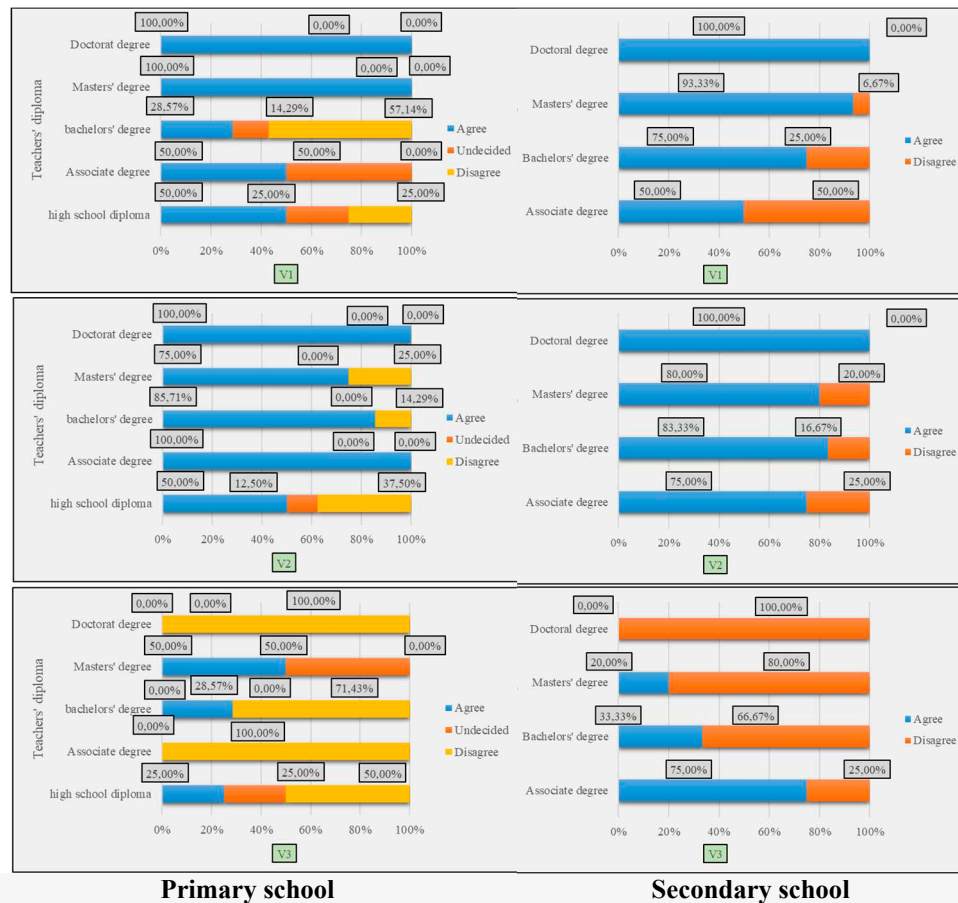 100,00% 0,00% 0,00%
Doctorat degree
100,00% 0,00% 0,00%
Masters' degree
28,57% 14,29% 57,14%
bachelors' degree
50,00% 50,00% 0,00%
Associate degree
50,00% 25,00% 25,00%
high school diploma
0% 20% 40% 60% 80% 100%
V1
Teachers' diploma
Agree
Undecided
Disagree
100,00% 0,00%
Doctoral degree
93,33% 6,67%
Masters' degree
75,00% 25,00%
Bachelors' degree
50,00% 50,00%
Associate degree
0% 20% 40% 60% 80% 100%
V1
Agree
Disagree
100,00% 0,00% 0,00%
Doctorat degree
75,00% 0,00% 25,00%
Masters' degree
85,71% 0,00% 14,29%
bachelors' degree
100,00% 0,00% 0,00%
Associate degree
50,00% 12,50% 37,50%
high school diploma
0% 20% 40% 60% 80% 100%
V2
Teachers' diploma
Agree
Undecided
Disagree
100,00% 0,00%
Doctoral degree
80,00% 20,00%
Masters' degree
83,33% 16,67%
Bachelors' degree
75,00% 25,00%
Associate degree
0% 20% 40% 60% 80% 100%
V2
Agree
Disagree
0,00% 0,00% 100,00%
Doctorat degree
50,00% 50,00% 0,00%
Masters' degree
0,00% 28,57% 0,00% 71,43%
bachelors' degree
0,00% 100,00%
Associate degree
25,00% 25,00% 50,00%
high school diploma
0% 20% 40% 60% 80% 100%
V3
Teachers' diploma
Agree
Undecided
Disagree
0,00% 100,00%
Doctoral degree
20,00% 80,00%
Masters' degree
33,33% 66,67%
Bachelors' degree
75,00% 25,00%
Associate degree
0% 20% 40% 60% 80% 100%
V3
Agree
Disagree
Primary school
Secondary school